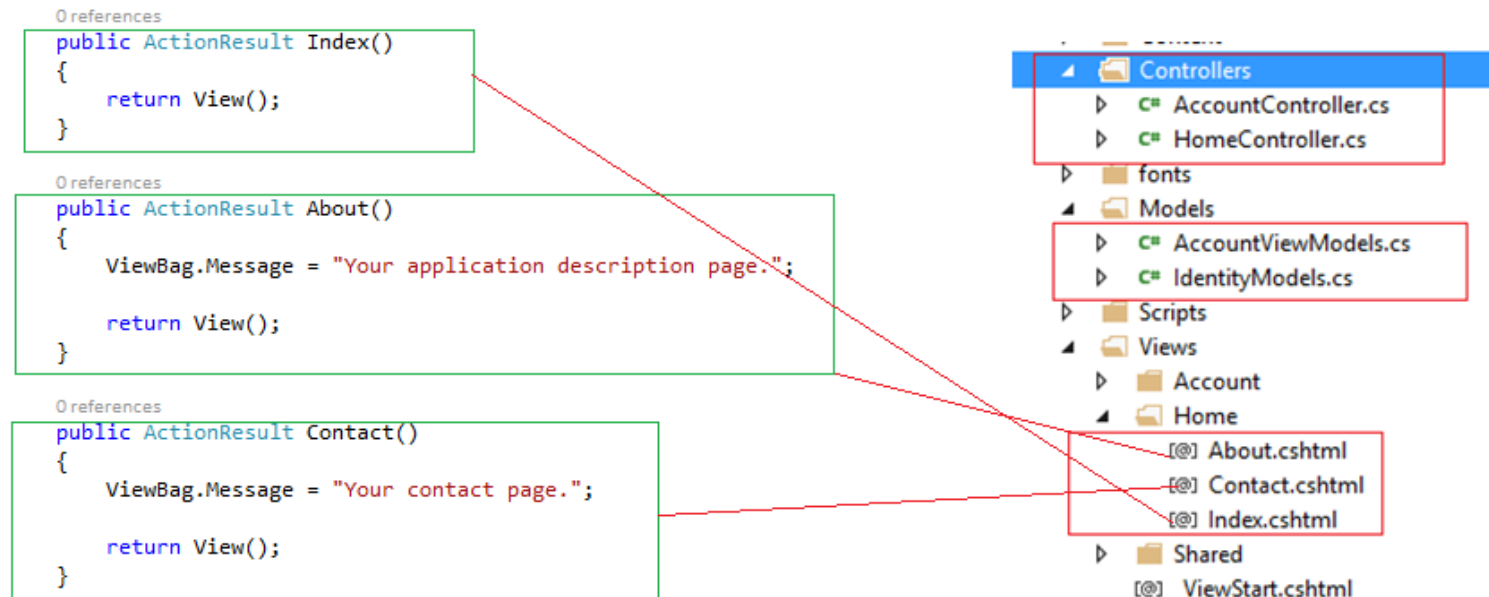 0 references
public ActionResult Index()
{
return View();
}
0 references
public ActionResult About()
{
ViewBag.Message = "Your application description page.";
return View();
}
0 references
public ActionResult Contact()
{
ViewBag.Message = "Your contact page.";
return View();
}
Controllers
C# AccountController.cs
C# HomeController.cs
fonts
Models
C# AccountViewModels.cs
C# IdentityModels.cs
Scripts
Views
Account
Home
[@] About.cshtml
[@] Contact.cshtml
[@] Index.cshtml
Shared
[@] ViewStart.cshtml